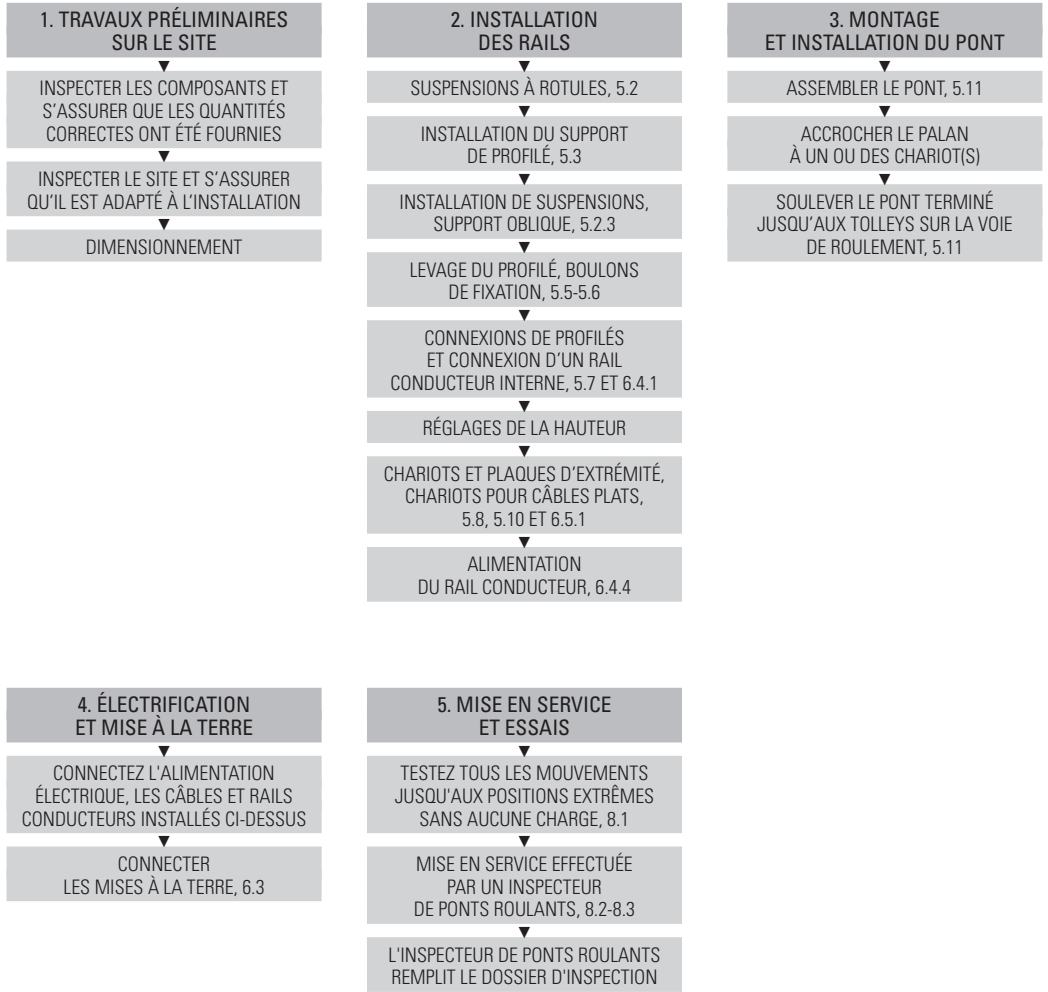 1. TRAVAUX PRÉLIMINAIRES
SUR LE SITE
INSPECTER LES COMPOSANTS ET
S’ASSURER QUE LES QUANTITÉS
CORRECTES ONT ÉTÉ FOURNIES
INSPECTER LE SITE ET S’ASSURER
QU’IL EST ADAPTÉ À L’INSTALLATION
DIMENSIONNEMENT
2. INSTALLATION
DES RAILS
SUSPENSIONS À ROTULES, 5.2
INSTALLATION DU SUPPORT
DE PROFILÉ, 5.3
INSTALLATION DE SUSPENSIONS,
SUPPORT OBLIQUE, 5.2.3
LEVAGE DU PROFILÉ, BOULONS
DE FIXATION, 5.5-5.6
CONNEXIONS DE PROFILÉS
ET CONNEXION D’UN RAIL
CONDUCTEUR INTERNE, 5.7 ET 6.4.1
RÉGLAGES DE LA HAUTEUR
CHARIOTS ET PLAQUES D’EXTRÉMITÉ,
CHARIOTS POUR CÂBLES PLATS,
5.8, 5.10 ET 6.5.1
ALIMENTATION
DU RAIL CONDUCTEUR, 6.4.4
3. MONTAGE
ET INSTALLATION DU PONT
ASSEMBLER LE PONT, 5.11
ACCROCHER LE PALAN
À UN OU DES CHARIOT(S)
SOULEVER LE PONT TERMINÉ
JUSQU’AUX TOLLEYS SUR LA VOIE
DE ROULEMENT, 5.11
4. ÉLECTRIFICATION
ET MISE À LA TERRE
CONNECTEZ L'ALIMENTATION
ÉLECTRIQUE, LES CÂBLES ET RAILS
CONDUCTEURS INSTALLÉS CI-DESSUS
CONNECTER
LES MISES À LA TERRE, 6.3
5. MISE EN SERVICE
ET ESSAIS
TESTEZ TOUS LES MOUVEMENTS
JUSQU'AUX POSITIONS EXTRÊMES
SANS AUCUNE CHARGE, 8.1
MISE EN SERVICE EFFECTUÉE
PAR UN INSPECTEUR
DE PONTS ROULANTS, 8.2-8.3
L'INSPECTEUR DE PONTS ROULANTS
REMPLIT LE DOSSIER D'INSPECTION